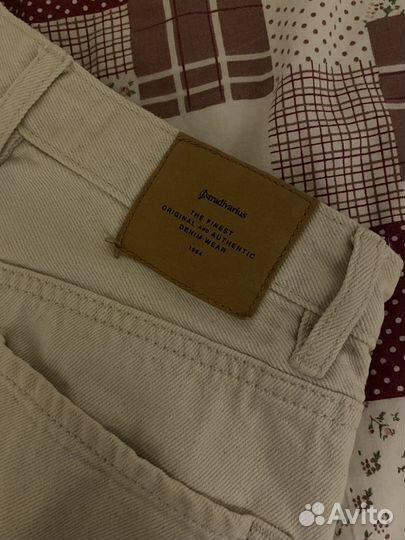 Stradivarius
THE FINEST
ORIGINAL AND AUTHENTIC
DENIM WEAR
1994
Avito